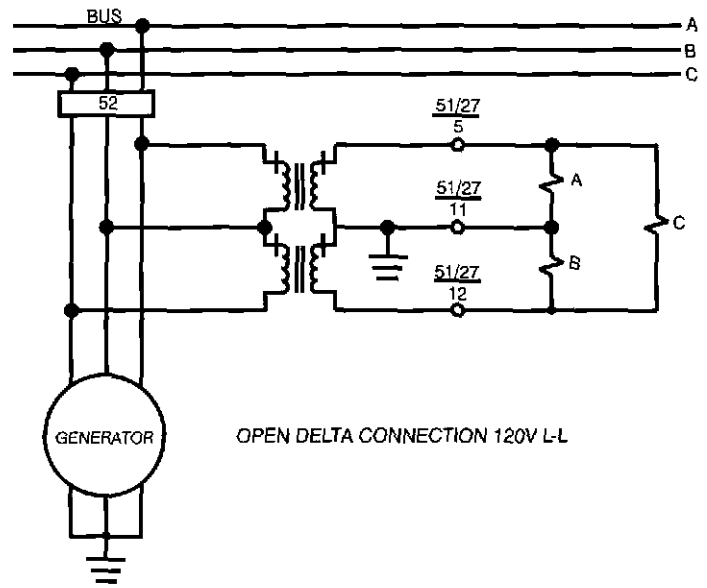 BUS
A
B
C
52
51/27
5
51/27
11
51/27
12
A
B
C
GENERATOR
OPEN DELTA CONNECTION 120V L-L